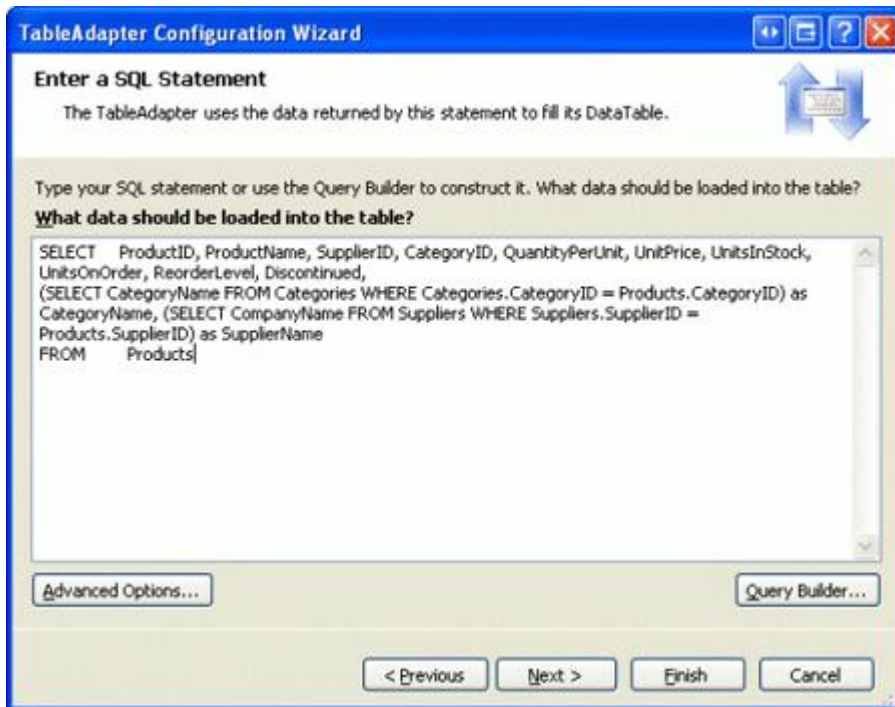 TableAdapter Configuration Wizard
Enter a SQL Statement
The TableAdapter uses the data returned by this statement to fill its DataTable.
Type your SQL statement or use the Query Builder to construct it. What data should be loaded into the table?
What data should be loaded into the table?
SELECT ProductID, ProductName, SupplierID, CategoryID, QuantityPerUnit, UnitPrice, UnitsInStock,
UnitsOnOrder, ReorderLevel, Discontinued,
(SELECT CategoryName FROM Categories WHERE Categories.CategoryID = Products.CategoryID) as
CategoryName, (SELECT CompanyName FROM Suppliers WHERE Suppliers.SupplierID =
Products.SupplierID) as SupplierName
FROM Products
Advanced Options... Query Builder...
< Previous Next > Finish Cancel